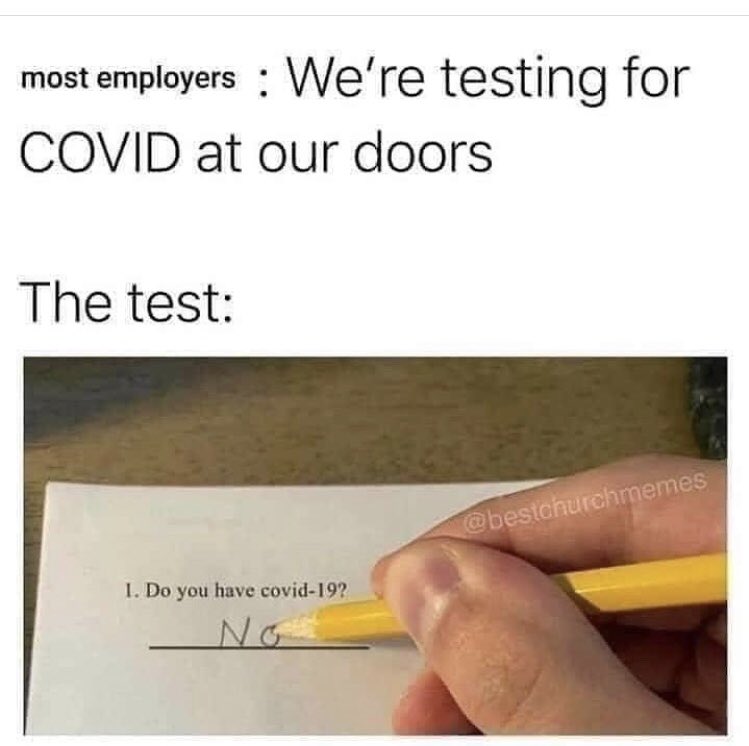 most employers : We're testing for
COVID at our doors
The test:
@bestchurchmemes
1. Do you have covid-19?
No